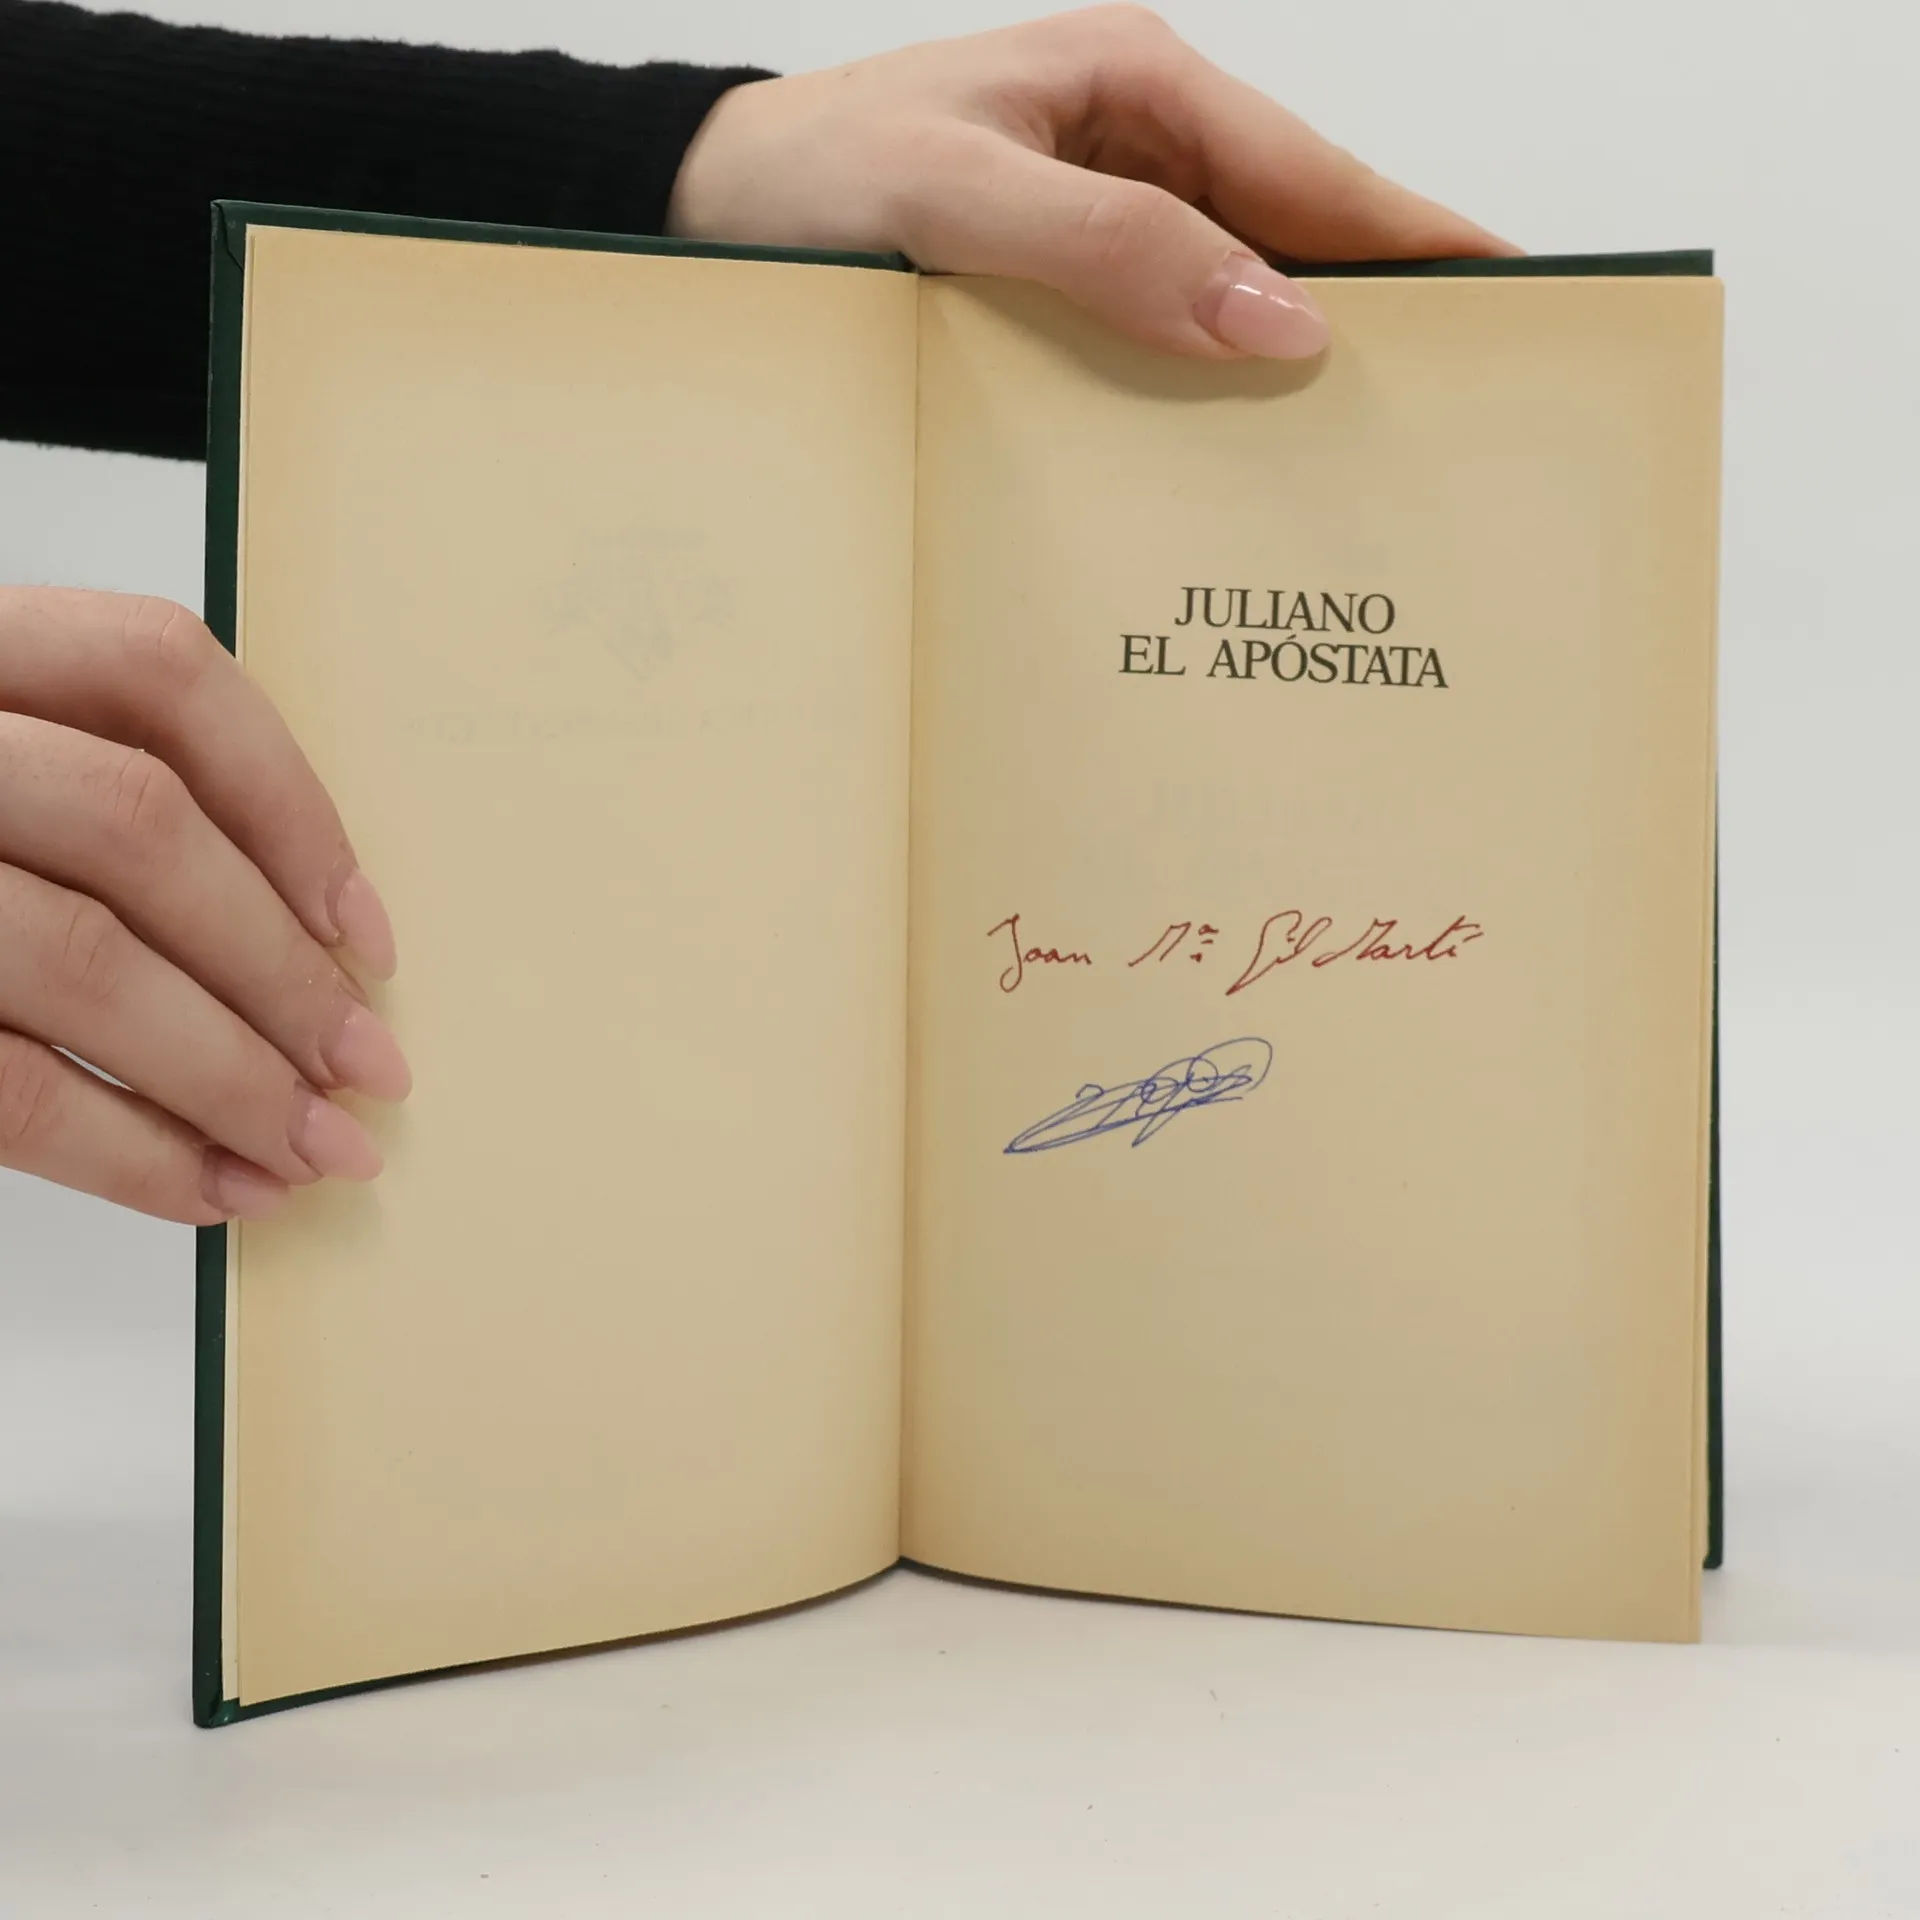 JULIANO
EL APÓSTATA
Joan Mª Gil Martí